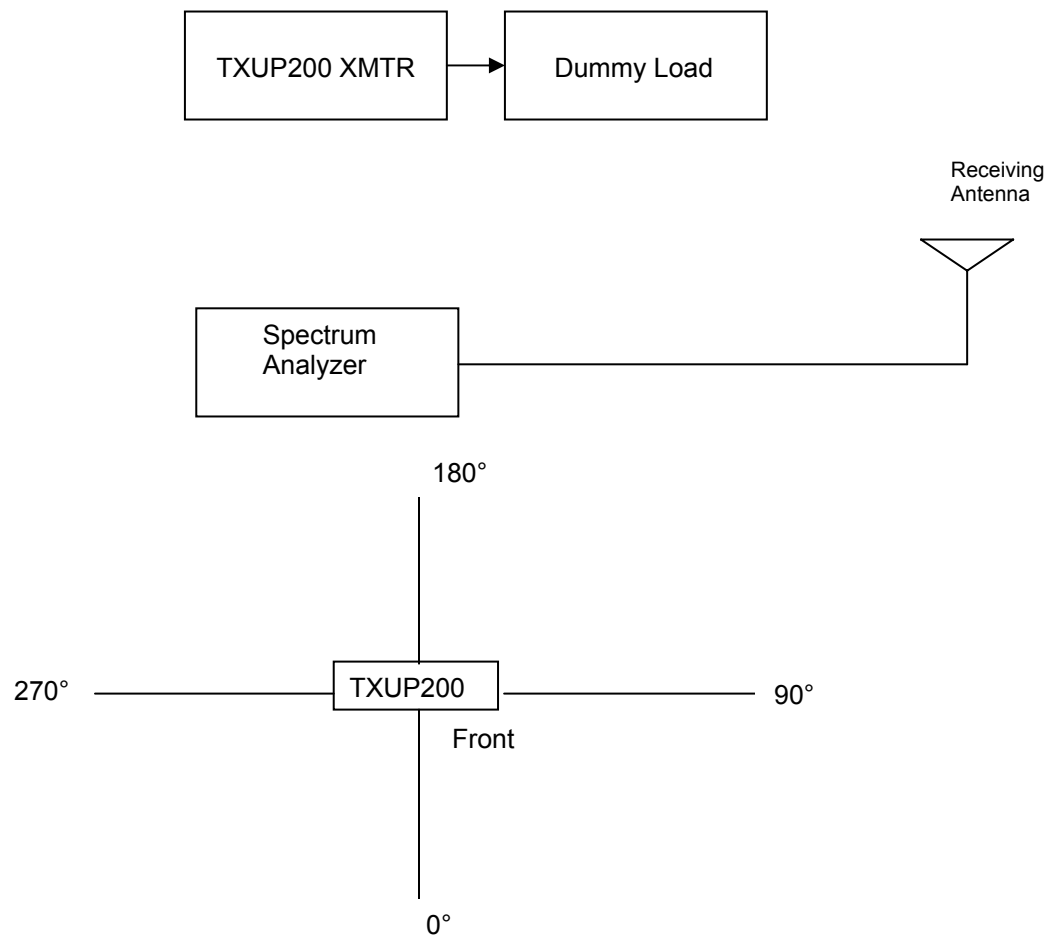 TXUP200 XMTR
Dummy Load
Receiving
Antenna
Spectrum
Analyzer
180°
270°
TXUP200
90°
Front
0°